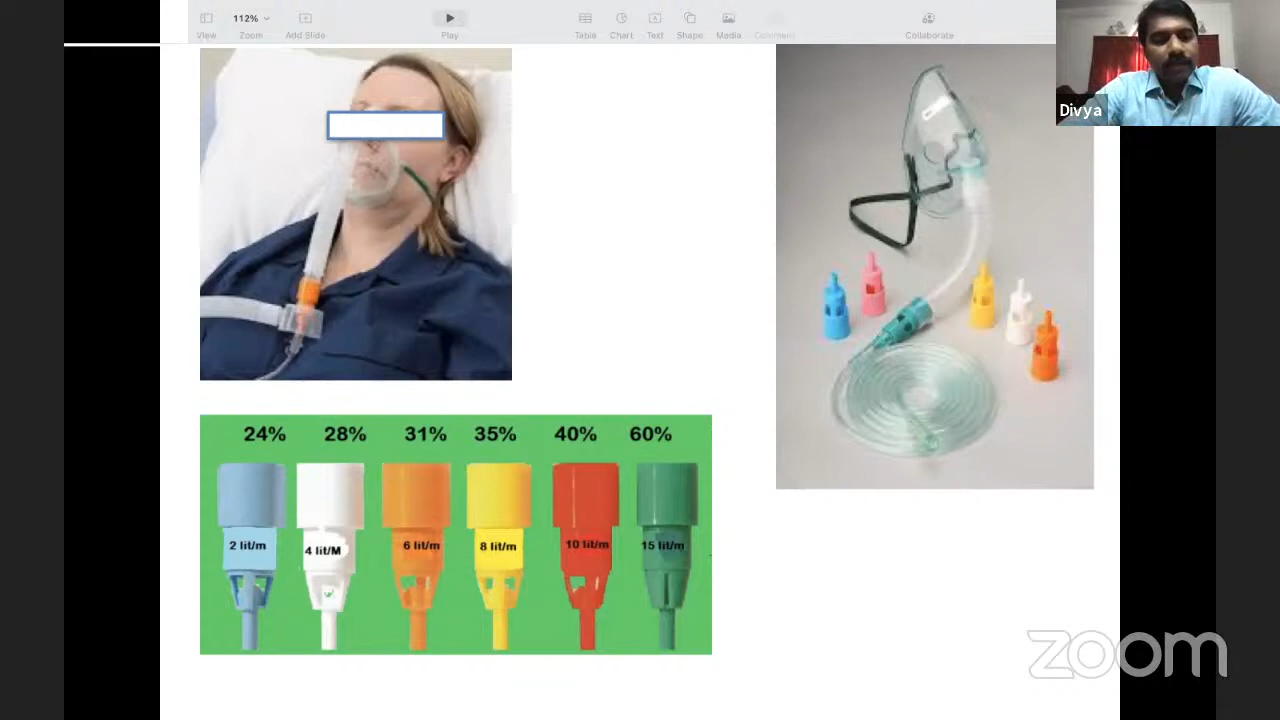 112%
View
Zoom
Add Slide
Play
Table
Chart
Text
Shape
Media
Comment
Collaborate
Divya
24% 28% 31% 35% 40% 60%
2 lit/m 4 lit/M 6 lit/m 8 lit/m 10 lit/m 15 lit/m
zoom